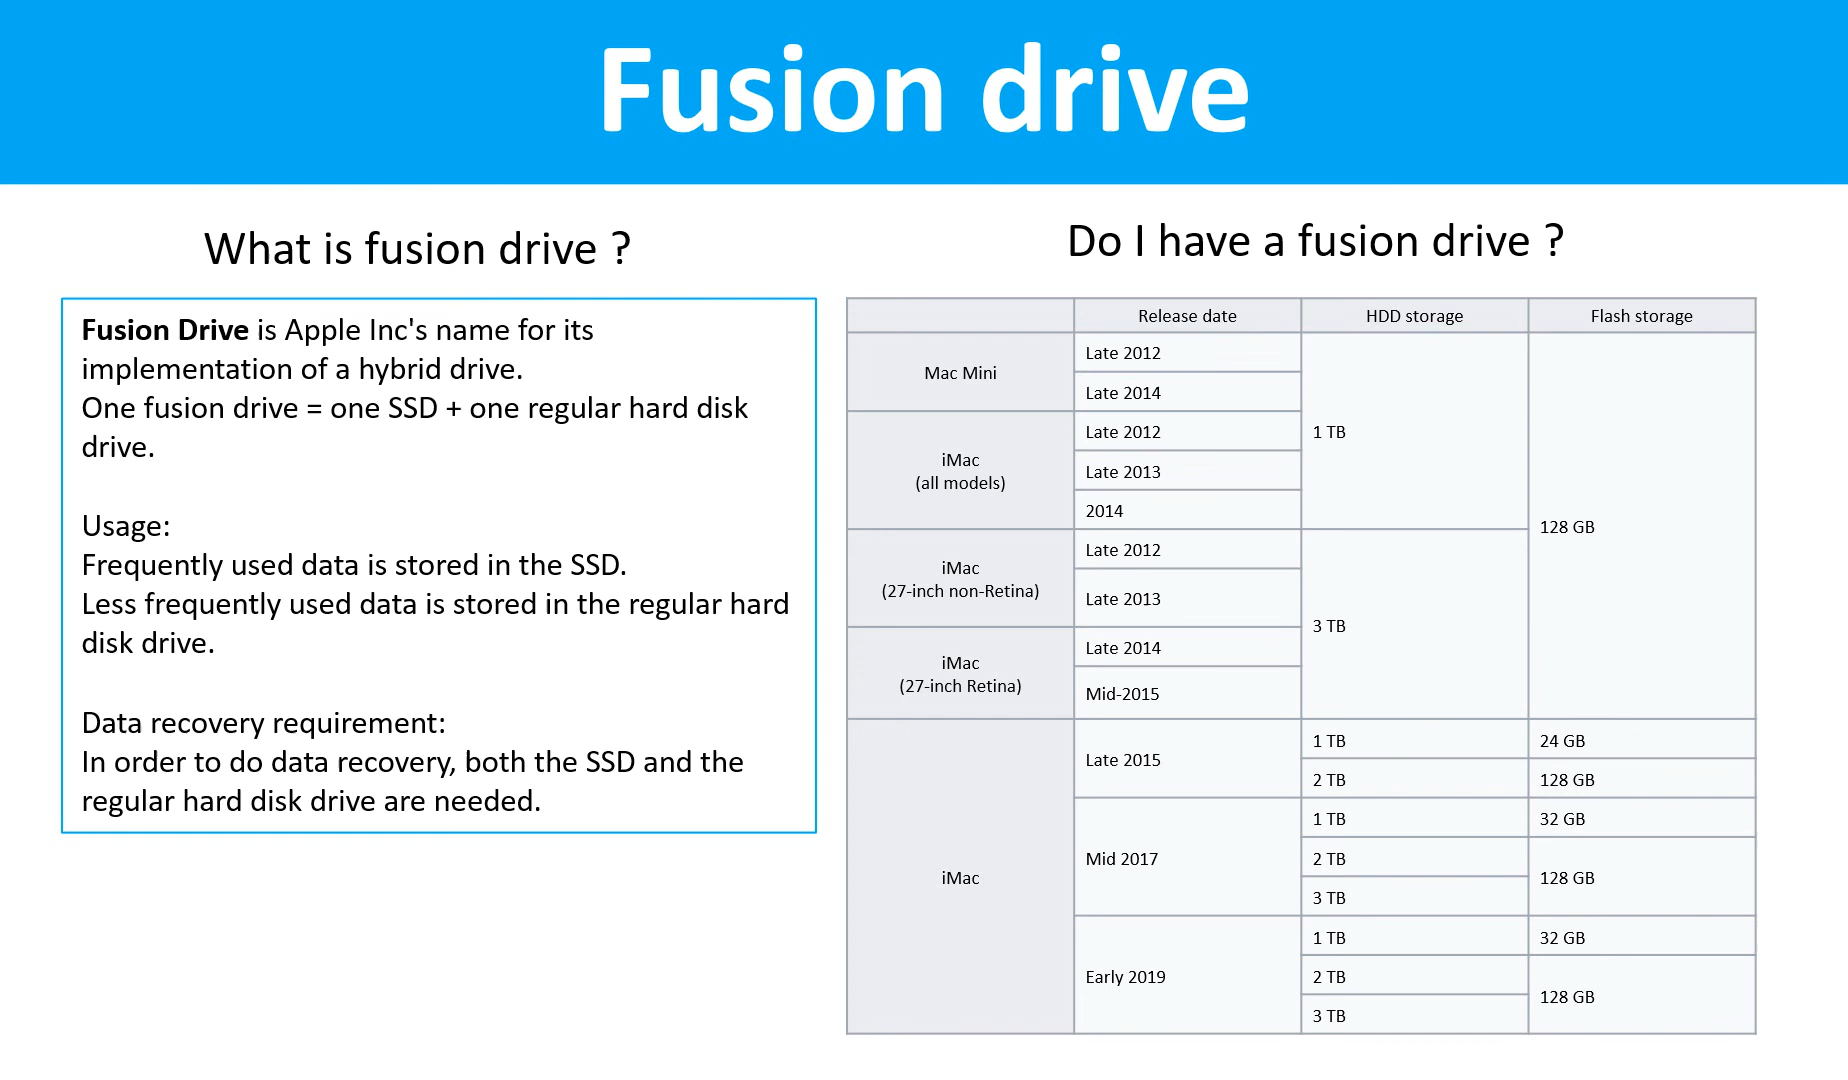 Fusion drive
What is fusion drive ?
Fusion Drive is Apple Inc's name for its
implementation of a hybrid drive.
One fusion drive = one SSD + one regular hard disk
drive.
Usage:
Frequently used data is stored in the SSD.
Less frequently used data is stored in the regular hard
disk drive.
Data recovery requirement:
In order to do data recovery, both the SSD and the
regular hard disk drive are needed.
Do I have a fusion drive ?
Release date HDD storage Flash storage
Mac Mini
Late 2012
Late 2014
1 TB
128 GB
iMac
(all models)
Late 2012
Late 2013
2014
iMac
(27-inch non-Retina)
Late 2012
Late 2013
3 TB
iMac
(27-inch Retina)
Late 2014
Mid-2015
iMac
Late 2015
1 TB 24 GB
2 TB 128 GB
Mid 2017
1 TB 32 GB
2 TB
128 GB
3 TB
Early 2019
1 TB 32 GB
2 TB
128 GB
3 TB